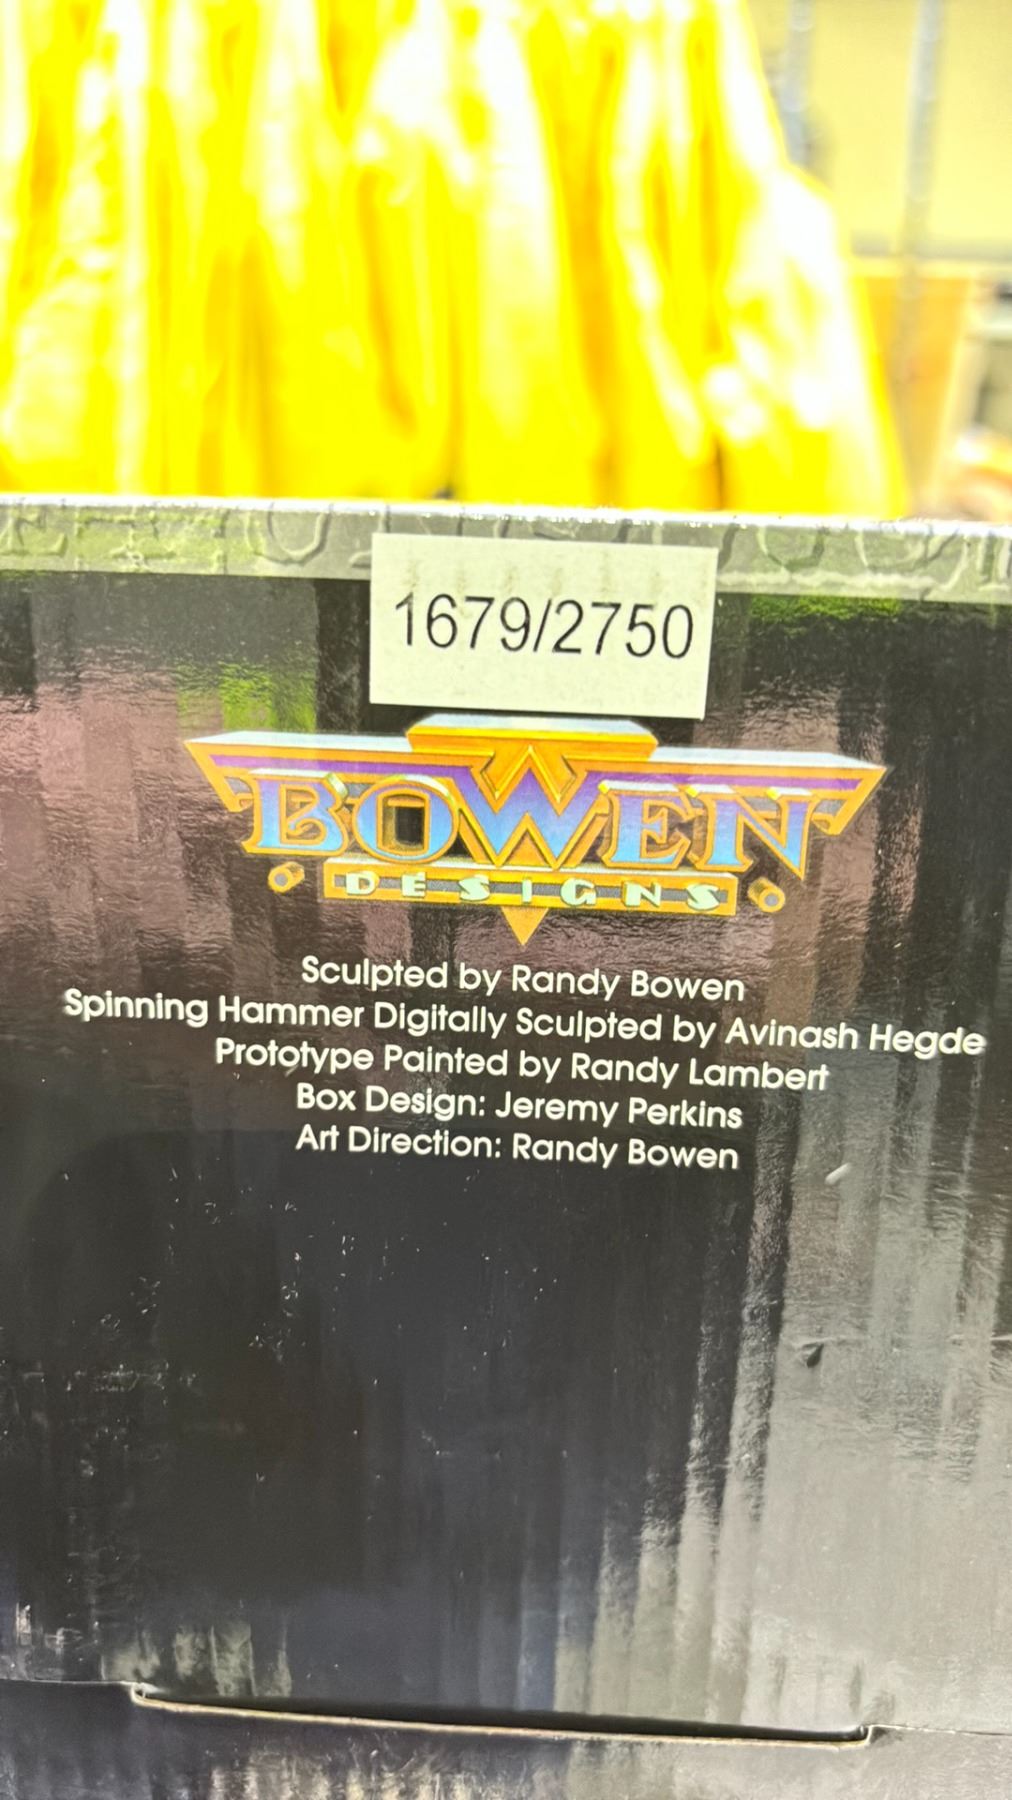 1679/2750
BOWEN
DESIGNS
Sculpted by Randy Bowen
Spinning Hammer Digitally Sculpted by Avinash Hegde
Prototype Painted by Randy Lambert
Box Design: Jeremy Perkins
Art Direction: Randy Bowen